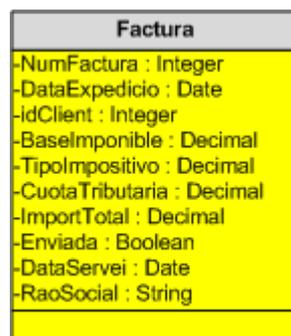 Factura
-NumFactura : Integer
-DataExpedicio : Date
-idClient : Integer
-BaseImponible : Decimal
-TipoImpositivo : Decimal
-CuotaTributaria : Decimal
-ImportTotal : Decimal
-Enviada : Boolean
-DataServei : Date
-RaoSocial : String